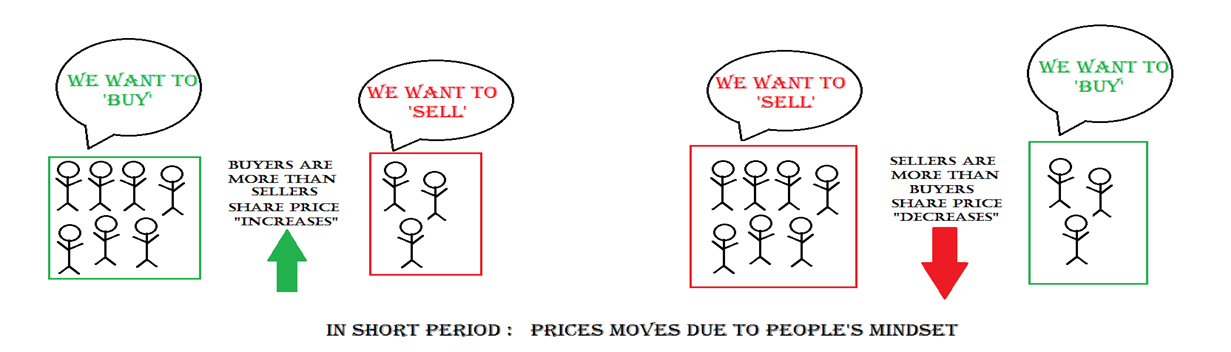 WE WANT TO
'BUY'
WE WANT TO
'SELL'
BUYERS ARE
MORE THAN
SELLERS
SHARE PRICE
"INCREASES"
WE WANT TO
'SELL'
WE WANT TO
'BUY'
SELLERS ARE
MORE THAN
BUYERS
SHARE PRICE
"DECREASES"
IN SHORT PERIOD : PRICES MOVES DUE TO PEOPLE'S MINDSET